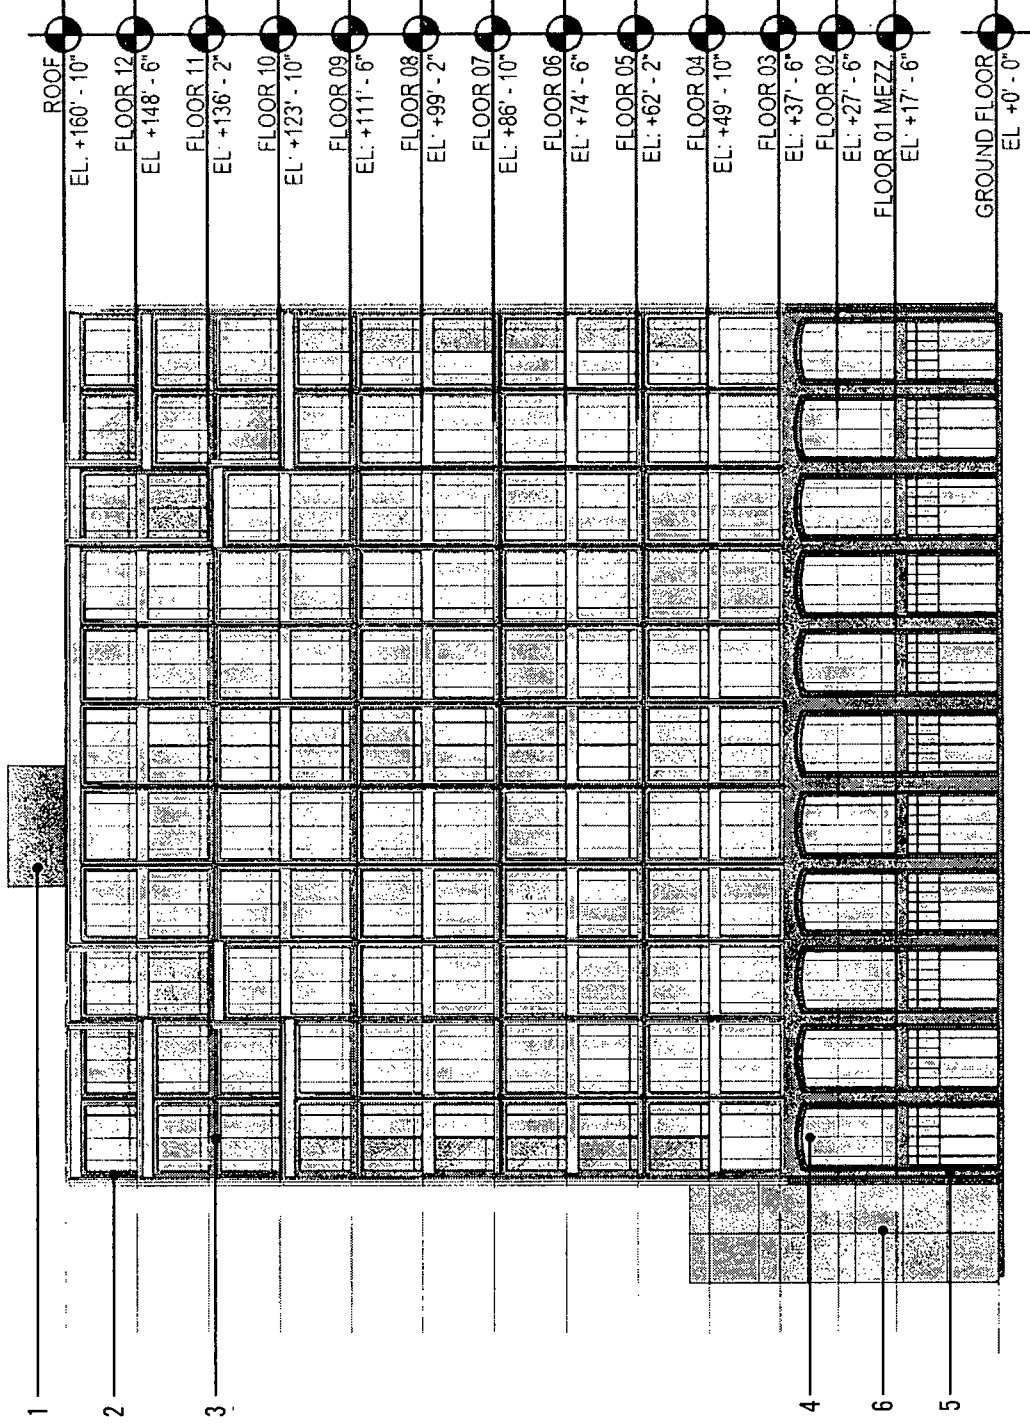 ROOF
EL: +160' - 10"
FLOOR 12
EL +148' - 6"
FLOOR 11
EL: +136' - 2"
FLOOR 10
EL: +123' - 10"
FLOOR 09
EL: +111' - 6"
FLOOR 08
EL: +99' - 2"
FLOOR 07
EL: +86' - 10"
FLOOR 06
EL: +74' - 6"
FLOOR 05
EL: +62' - 2"
FLOOR 04
EL: +49' - 10"
FLOOR 03
EL: +37' - 6"
FLOOR 02
EL: +27' - 6"
FLOOR 01 MEZZ.
EL: +17' - 6"
GROUND FLOOR
EL +0' - 0"
1
2
3
4
6
5